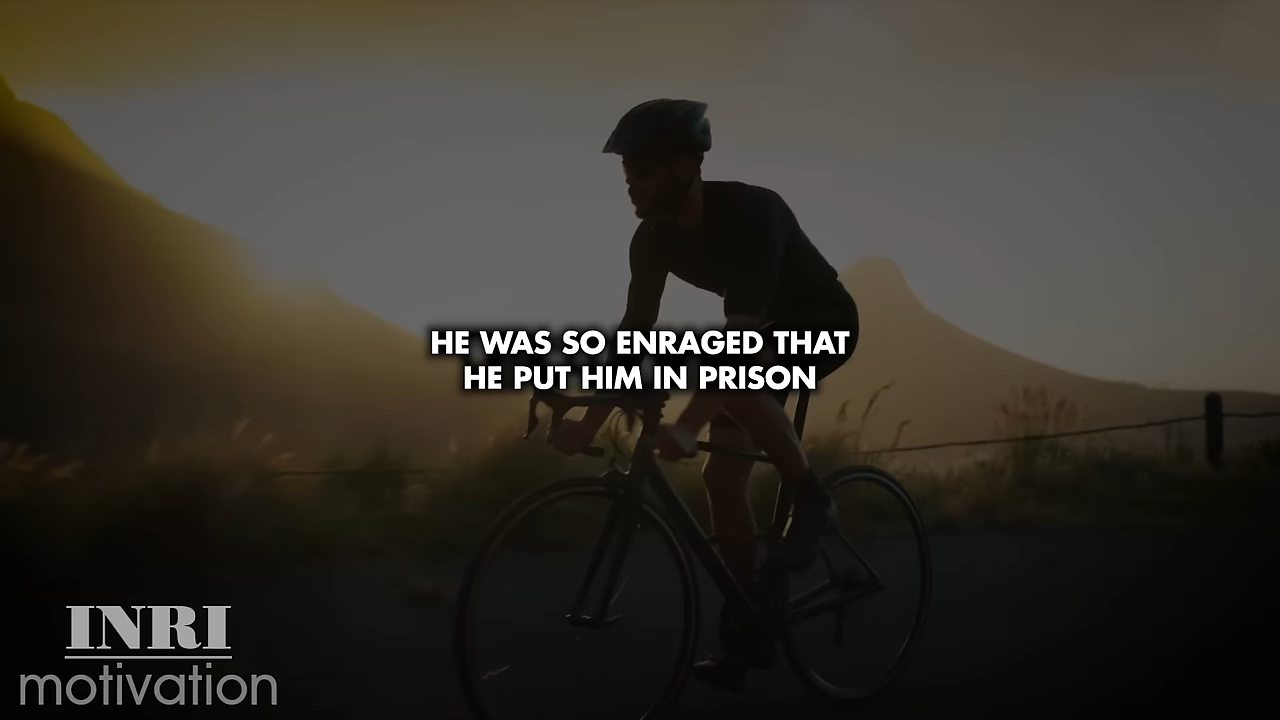 HE WAS SO ENRAGED THAT
HE PUT HIM IN PRISON
INRI
motivation